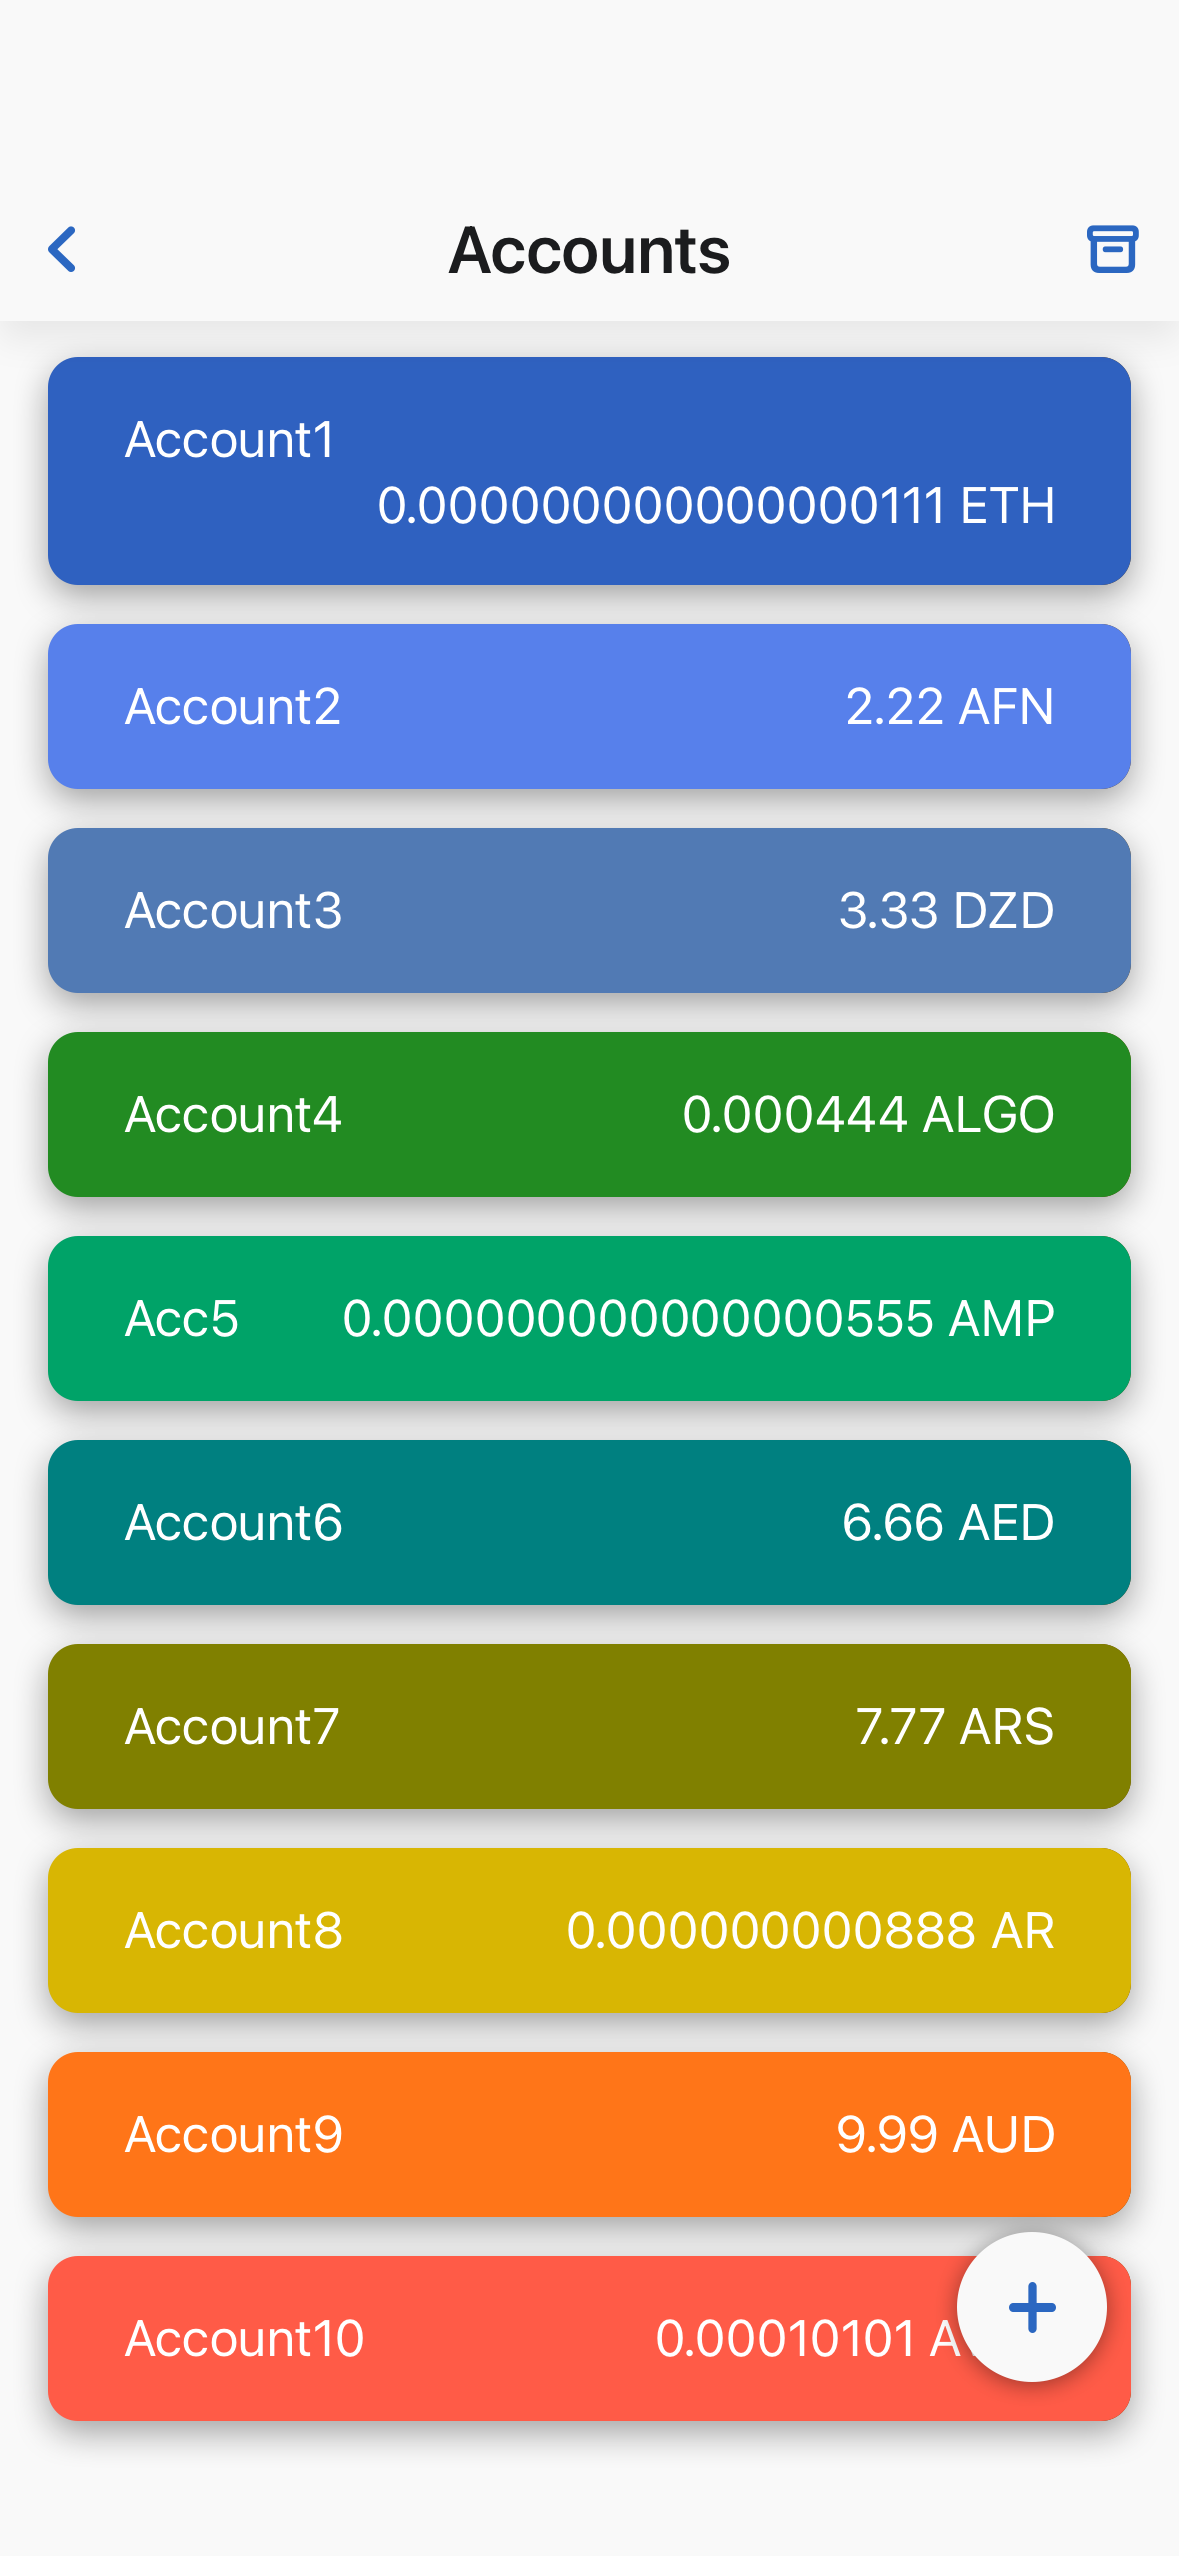 Accounts
Account1
0.000000000000000111 ETH
Account2 2.22 AFN
Account3 3.33 DZD
Account4 0.000444 ALGO
Acc5 0.000000000000000555 AMP
Account6 6.66 AED
Account7 7.77 ARS
Account8 0.000000000888 AR
Account9 9.99 AUD
Account10 0.00010101